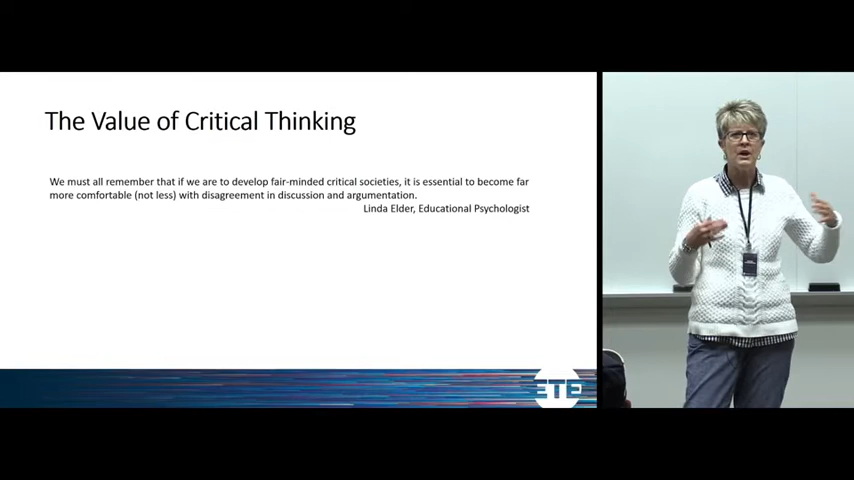 The Value of Critical Thinking
We must all remember that if we are to develop fair-minded critical societies, it is essential to become far
more comfortable (not less) with disagreement in discussion and argumentation.
Linda Elder, Educational Psychologist
ETE